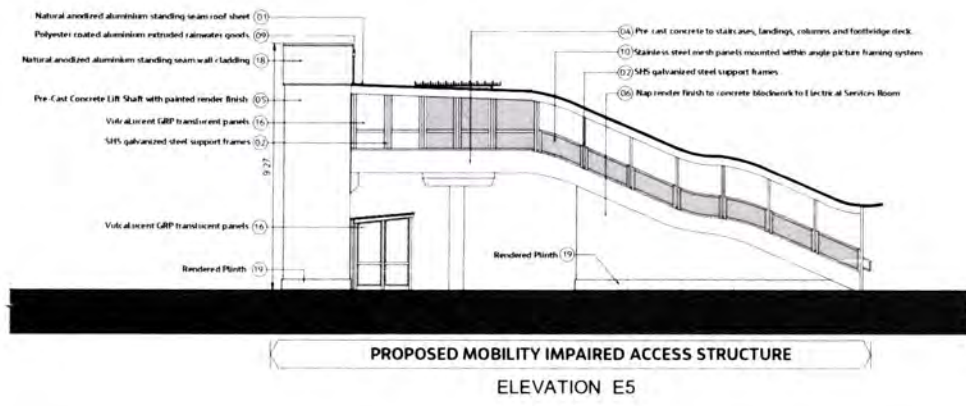 Natural anodized aluminium standing seam roof sheet 01
Polyester coated aluminium extruded rainwater goods 09
Natural anodized aluminium standing seam wall cladding 18
Pre-Cast Concrete Lift Shaft with painted render finish 05
VitraLucent GRP translucent panels 16
SHS galvanized steel support frames 02
9.27
VitraLucent GRP translucent panels 16
Rendered Plinth 19
04 Pre-cast concrete to staircases, landings, columns and footbridge deck
10 Stainless steel mesh panels mounted within angle picture framing system
02 SHS galvanized steel support frames
06 Nap render finish to concrete blockwork to Electrical Services Room
Rendered Plinth 19
PROPOSED MOBILITY IMPAIRED ACCESS STRUCTURE
ELEVATION E5